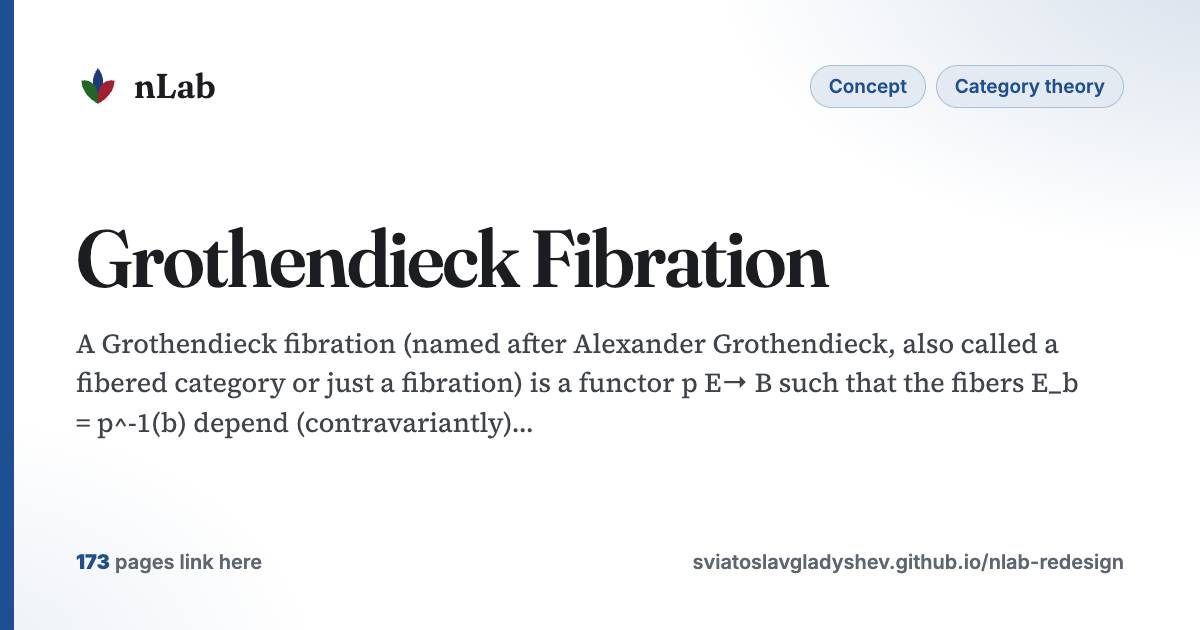 nLab
Concept
Category theory
Grothendieck Fibration
A Grothendieck fibration (named after Alexander Grothendieck, also called a
fibered category or just a fibration) is a functor p E→ B such that the fibers E_b
= p^-1(b) depend (contravariantly)...
173 pages link here
sviatoslavgladyshev.github.io/nlab-redesign